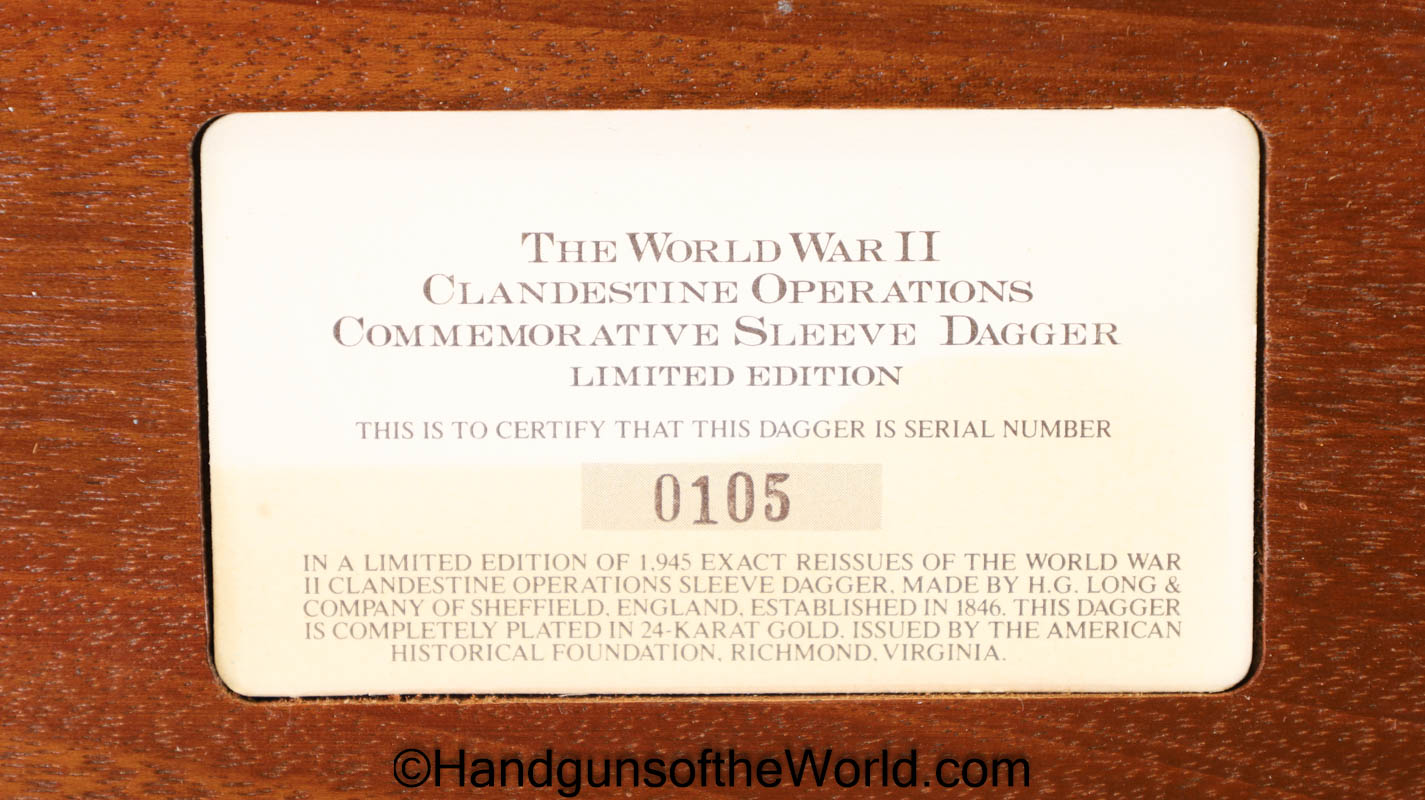 THE WORLD WAR II
CLANDESTINE OPERATIONS
COMMEMORATIVE SLEEVE DAGGER
LIMITED EDITION
THIS IS TO CERTIFY THAT THIS DAGGER IS SERIAL NUMBER
0105
IN A LIMITED EDITION OF 1,945 EXACT REISSUES OF THE WORLD WAR
II CLANDESTINE OPERATIONS SLEEVE DAGGER, MADE BY H.G. LONG &
COMPANY OF SHEFFIELD, ENGLAND, ESTABLISHED IN 1846. THIS DAGGER
IS COMPLETELY PLATED IN 24-KARAT GOLD. ISSUED BY THE AMERICAN
HISTORICAL FOUNDATION, RICHMOND, VIRGINIA.
©HandgunsoftheWorld.com